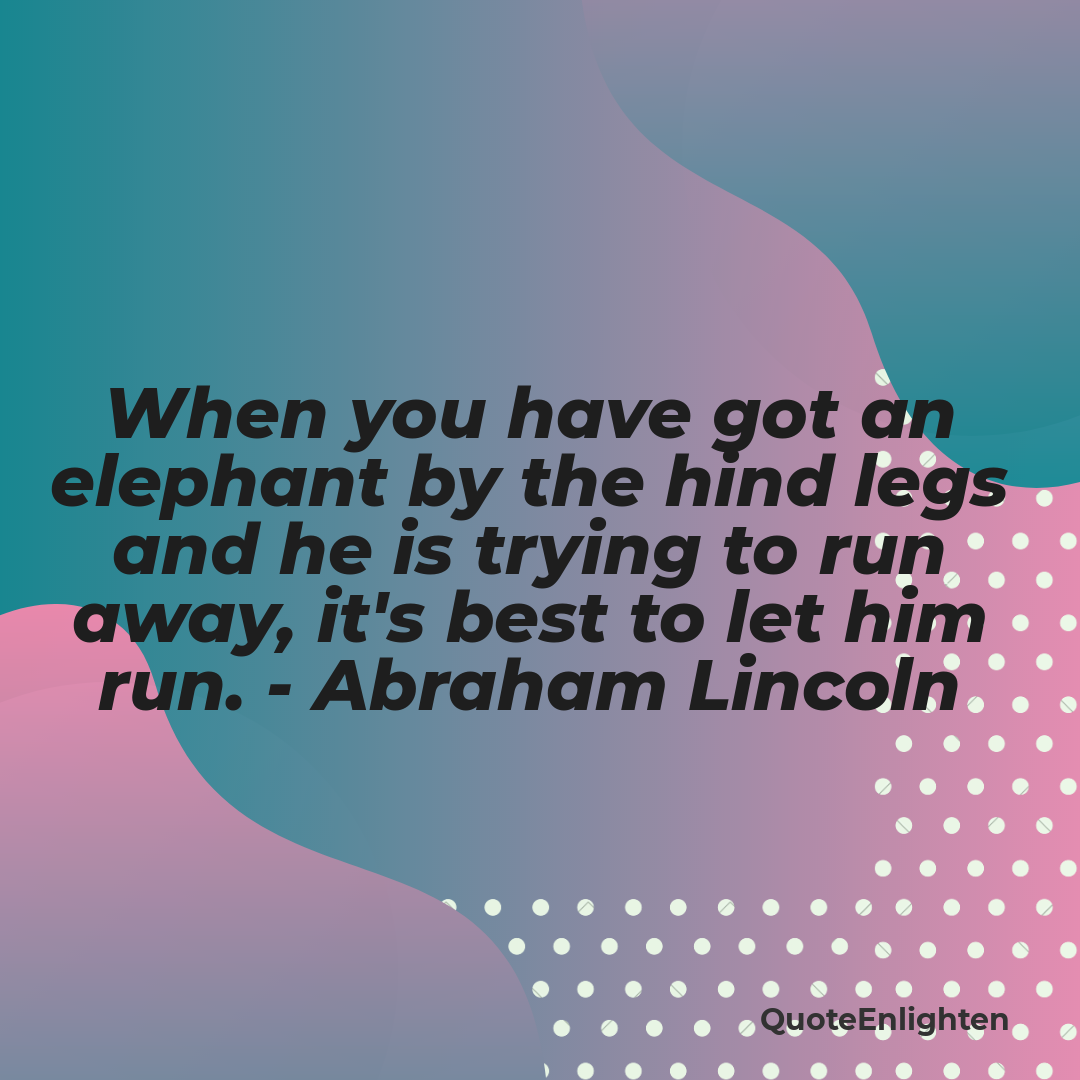 When you have got an
elephant by the hind legs
and he is trying to run
away, it's best to let him
run. - Abraham Lincoln
QuoteEnlighten